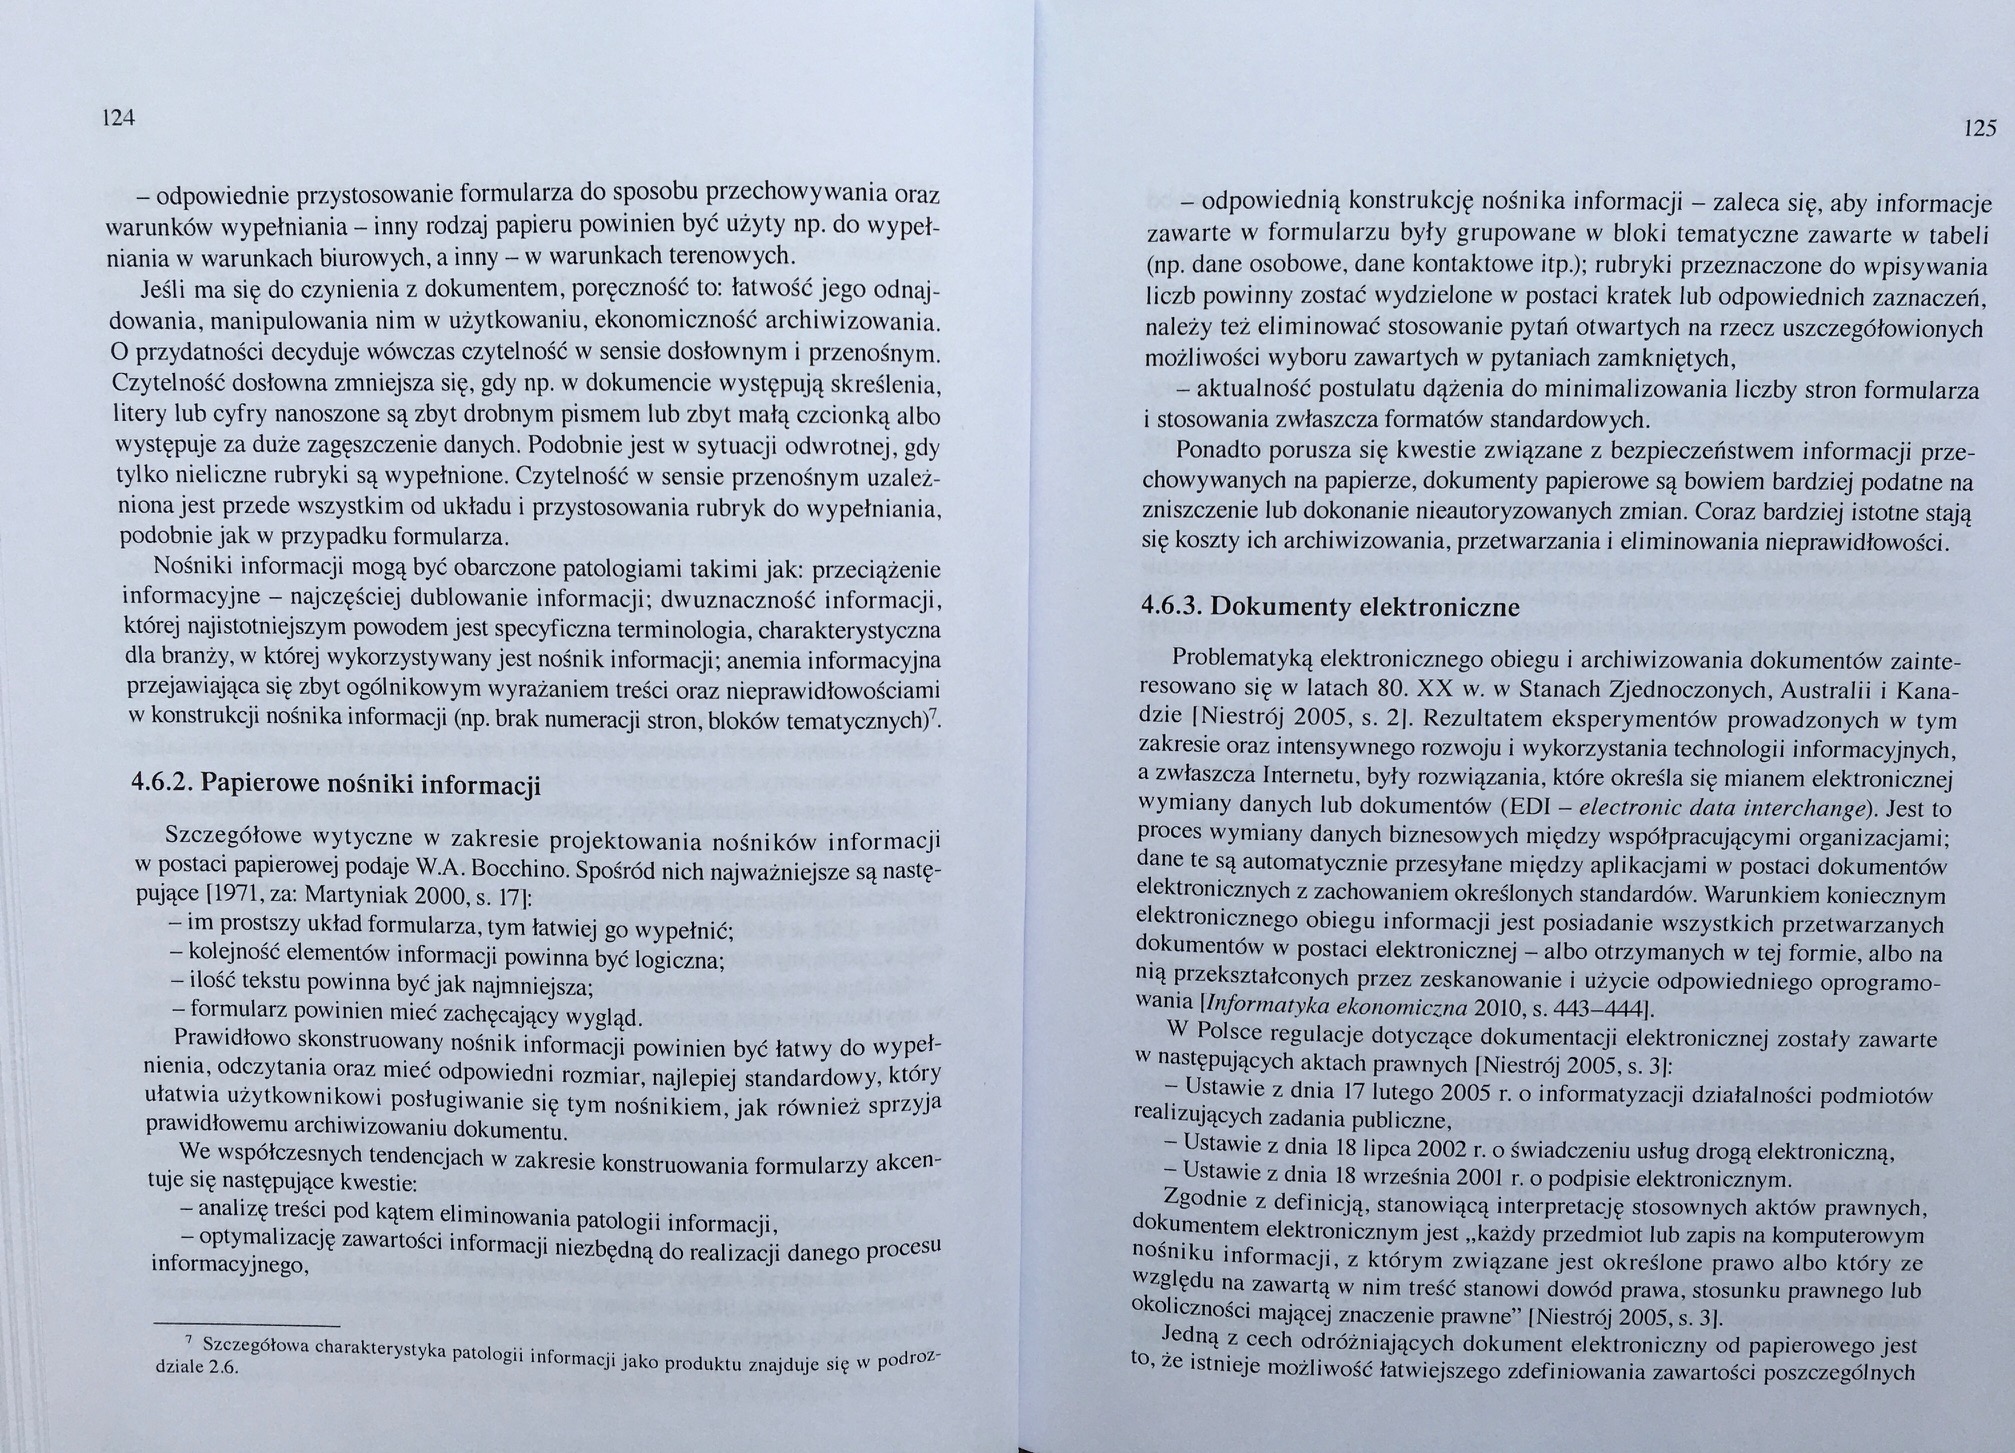 124
– odpowiednie przystosowanie formularza do sposobu przechowywania oraz
warunków wypełniania – inny rodzaj papieru powinien być użyty np. do wypeł-
niania w warunkach biurowych, a inny – w warunkach terenowych.
Jeśli ma się do czynienia z dokumentem, poręczność to: łatwość jego odnaj-
dowania, manipulowania nim w użytkowaniu, ekonomiczność archiwizowania.
O przydatności decyduje wówczas czytelność w sensie dosłownym i przenośnym.
Czytelność dosłowna zmniejsza się, gdy np. w dokumencie występują skreślenia,
litery lub cyfry nanoszone są zbyt drobnym pismem lub zbyt małą czcionką albo
występuje za duże zagęszczenie danych. Podobnie jest w sytuacji odwrotnej, gdy
tylko nieliczne rubryki są wypełnione. Czytelność w sensie przenośnym uzależ-
niona jest przede wszystkim od układu i przystosowania rubryk do wypełniania,
podobnie jak w przypadku formularza.
Nośniki informacji mogą być obarczone patologiami takimi jak: przeciążenie
informacyjne – najczęściej dublowanie informacji; dwuznaczność informacji,
której najistotniejszym powodem jest specyficzna terminologia, charakterystyczna
dla branży, w której wykorzystywany jest nośnik informacji; anemia informacyjna
przejawiająca się zbyt ogólnikowym wyrażaniem treści oraz nieprawidłowościami
w konstrukcji nośnika informacji (np. brak numeracji stron, bloków tematycznych)⁷.
4.6.2. Papierowe nośniki informacji
Szczegółowe wytyczne w zakresie projektowania nośników informacji
w postaci papierowej podaje W.A. Bocchino. Spośród nich najważniejsze są nastę-
pujące [1971, za: Martyniak 2000, s. 17]:
– im prostszy układ formularza, tym łatwiej go wypełnić;
– kolejność elementów informacji powinna być logiczna;
– ilość tekstu powinna być jak najmniejsza;
– formularz powinien mieć zachęcający wygląd.
Prawidłowo skonstruowany nośnik informacji powinien być łatwy do wypeł-
nienia, odczytania oraz mieć odpowiedni rozmiar, najlepiej standardowy, który
ułatwia użytkownikowi posługiwanie się tym nośnikiem, jak również sprzyja
prawidłowemu archiwizowaniu dokumentu.
We współczesnych tendencjach w zakresie konstruowania formularzy akcen-
tuje się następujące kwestie:
– analizę treści pod kątem eliminowania patologii informacji,
– optymalizację zawartości informacji niezbędną do realizacji danego procesu
informacyjnego,
⁷ Szczegółowa charakterystyka patologii informacji jako produktu znajduje się w podroz-
dziale 2.6.
125
– odpowiednią konstrukcję nośnika informacji – zaleca się, aby informacje
zawarte w formularzu były grupowane w bloki tematyczne zawarte w tabeli
(np. dane osobowe, dane kontaktowe itp.); rubryki przeznaczone do wpisywania
liczb powinny zostać wydzielone w postaci kratek lub odpowiednich zaznaczeń,
należy też eliminować stosowanie pytań otwartych na rzecz uszczegółowionych
możliwości wyboru zawartych w pytaniach zamkniętych,
– aktualność postulatu dążenia do minimalizowania liczby stron formularza
i stosowania zwłaszcza formatów standardowych.
Ponadto porusza się kwestie związane z bezpieczeństwem informacji prze-
chowywanych na papierze, dokumenty papierowe są bowiem bardziej podatne na
zniszczenie lub dokonanie nieautoryzowanych zmian. Coraz bardziej istotne stają
się koszty ich archiwizowania, przetwarzania i eliminowania nieprawidłowości.
4.6.3. Dokumenty elektroniczne
Problematyką elektronicznego obiegu i archiwizowania dokumentów zainte-
resowano się w latach 80. XX w. w Stanach Zjednoczonych, Australii i Kana-
dzie [Niestrój 2005, s. 2]. Rezultatem eksperymentów prowadzonych w tym
zakresie oraz intensywnego rozwoju i wykorzystania technologii informacyjnych,
a zwłaszcza Internetu, były rozwiązania, które określa się mianem elektronicznej
wymiany danych lub dokumentów (EDI – electronic data interchange). Jest to
proces wymiany danych biznesowych między współpracującymi organizacjami;
dane te są automatycznie przesyłane między aplikacjami w postaci dokumentów
elektronicznych z zachowaniem określonych standardów. Warunkiem koniecznym
elektronicznego obiegu informacji jest posiadanie wszystkich przetwarzanych
dokumentów w postaci elektronicznej – albo otrzymanych w tej formie, albo na
nią przekształconych przez zeskanowanie i użycie odpowiedniego oprogramo-
wania [Informatyka ekonomiczna 2010, s. 443–444].
W Polsce regulacje dotyczące dokumentacji elektronicznej zostały zawarte
w następujących aktach prawnych [Niestrój 2005, s. 3]:
– Ustawie z dnia 17 lutego 2005 r. o informatyzacji działalności podmiotów
realizujących zadania publiczne,
– Ustawie z dnia 18 lipca 2002 r. o świadczeniu usług drogą elektroniczną,
– Ustawie z dnia 18 września 2001 r. o podpisie elektronicznym.
Zgodnie z definicją, stanowiącą interpretację stosownych aktów prawnych,
dokumentem elektronicznym jest „każdy przedmiot lub zapis na komputerowym
nośniku informacji, z którym związane jest określone prawo albo który ze
względu na zawartą w nim treść stanowi dowód prawa, stosunku prawnego lub
okoliczności mającej znaczenie prawne” [Niestrój 2005, s. 3].
Jedną z cech odróżniających dokument elektroniczny od papierowego jest
to, że istnieje możliwość łatwiejszego zdefiniowania zawartości poszczególnych